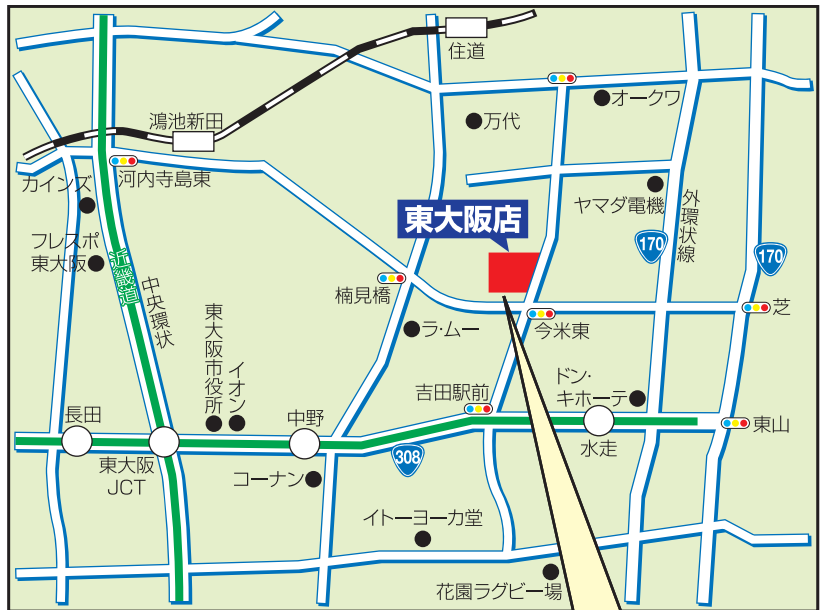 住道
鴻池新田
オークワ
万代
河内寺島東
カインズ
ヤマダ電機
外環状線
東大阪店
フレスポ
東大阪
近畿道
中央環状
170
170
楠見橋
芝
今米東
ラ・ムー
東大阪市役所
イオン
吉田駅前
ドン・
キホーテ
長田
中野
東山
水走
東大阪
JCT
308
コーナン
イトーヨーカ堂
花園ラグビー場